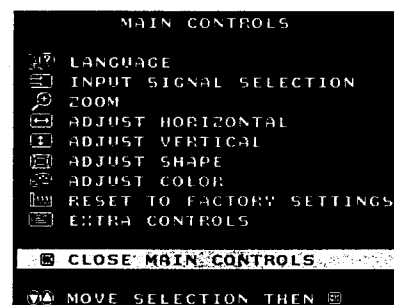 MAIN CONTROLS
LANGUAGE
INPUT SIGNAL SELECTION
ZOOM
ADJUST HORIZONTAL
ADJUST VERTICAL
ADJUST SHAPE
ADJUST COLOR
RESET TO FACTORY SETTINGS
EXTRA CONTROLS
CLOSE MAIN CONTROLS
MOVE SELECTION THEN